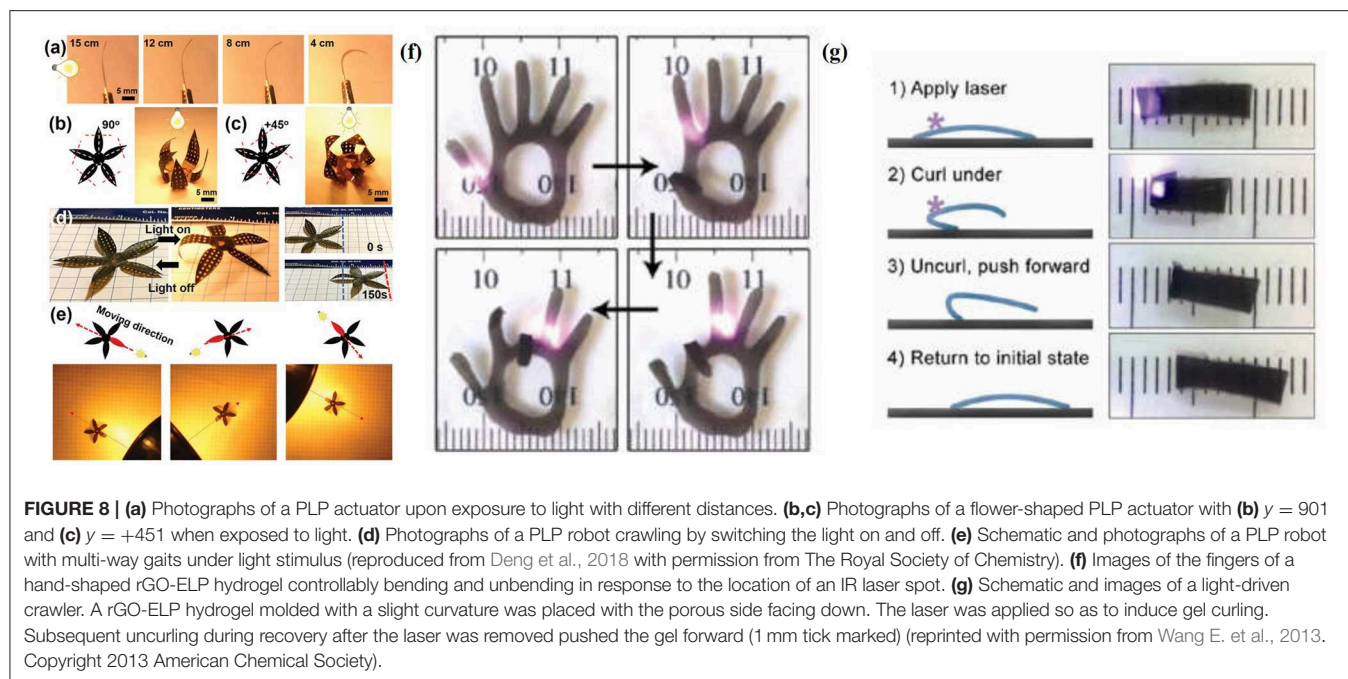 (a)
15 cm
12 cm
8 cm
4 cm
5 mm
5 mm
(b)
90°
5 mm
(c)
+45°
5 mm
(d)
Light on
Light off
0 s
150s
(e)
Moving direction
(f)
10 11
10 11
10 11
10 11
(g)
1) Apply laser
*
2) Curl under
*
3) Uncurl, push forward
4) Return to initial state
FIGURE 8 | (a) Photographs of a PLP actuator upon exposure to light with different distances. (b,c) Photographs of a flower-shaped PLP actuator with (b) y = 901
and (c) y = +451 when exposed to light. (d) Photographs of a PLP robot crawling by switching the light on and off. (e) Schematic and photographs of a PLP robot
with multi-way gaits under light stimulus (reproduced from Deng et al., 2018 with permission from The Royal Society of Chemistry). (f) Images of the fingers of a
hand-shaped rGO-ELP hydrogel controllably bending and unbending in response to the location of an IR laser spot. (g) Schematic and images of a light-driven
crawler. A rGO-ELP hydrogel molded with a slight curvature was placed with the porous side facing down. The laser was applied so as to induce gel curling.
Subsequent uncurling during recovery after the laser was removed pushed the gel forward (1 mm tick marked) (reprinted with permission from Wang E. et al., 2013.
Copyright 2013 American Chemical Society).